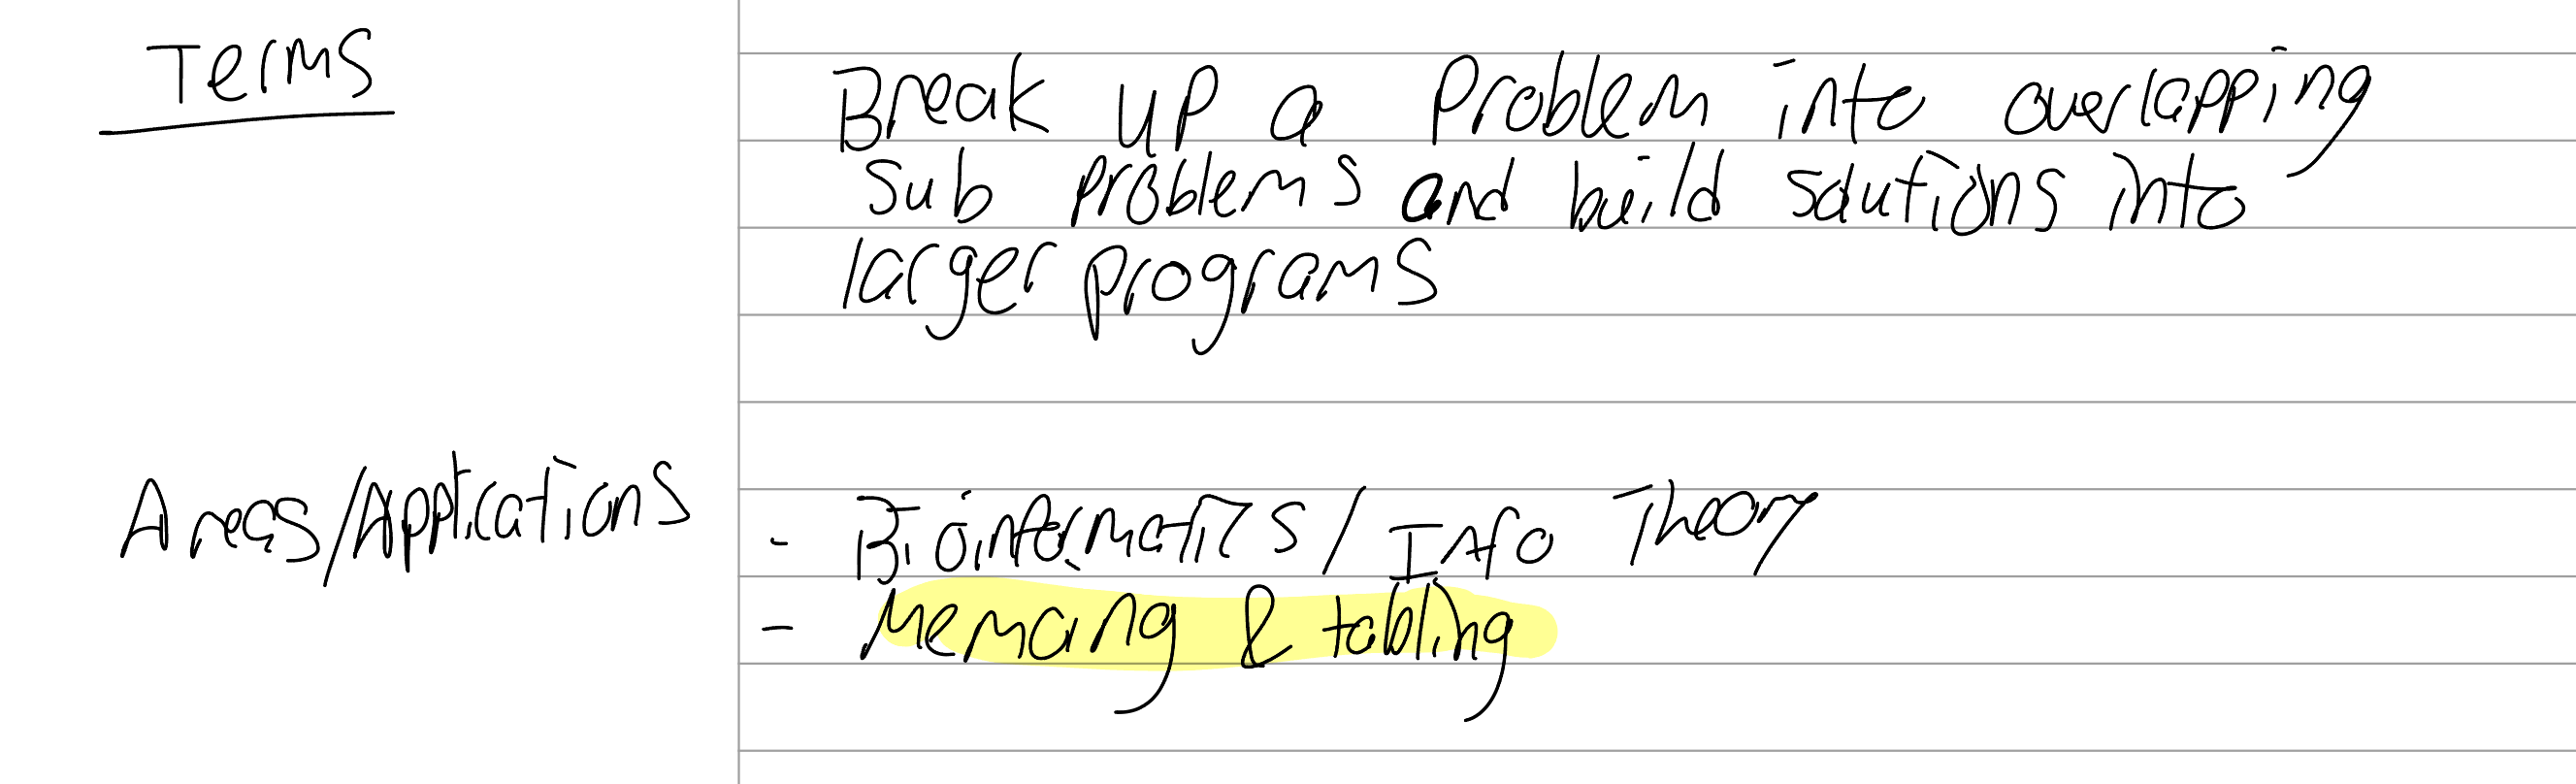 Terms
Break up a Problem into overlapping
Sub problems and build solutions into
larger programs
Areas/Applications
- Bioinformatics / Info Theory
- & tabling